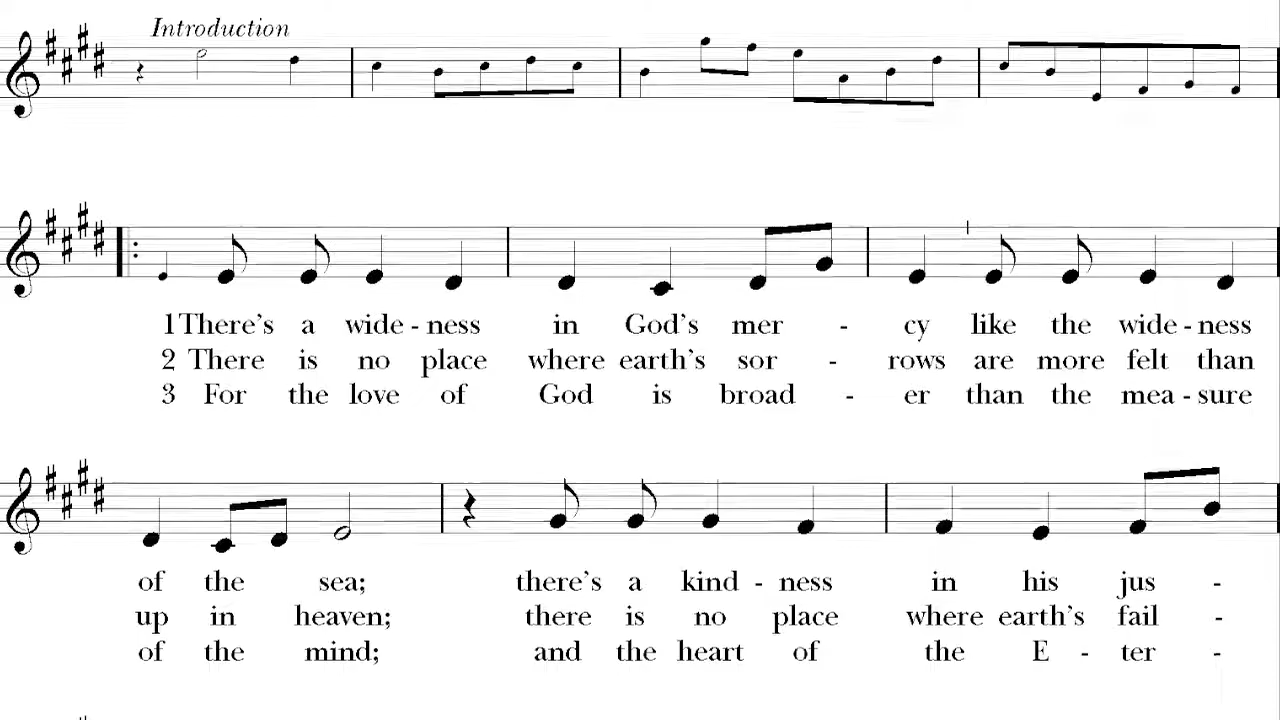 Introduction
1 There's a wide - ness in God's mer - cy like the wide - ness
2 There is no place where earth's sor - rows are more felt than
3 For the love of God is broad - er than the mea - sure
of the sea; there's a kind - ness in his jus -
up in heaven; there is no place where earth's fail -
of the mind; and the heart of the E - ter -